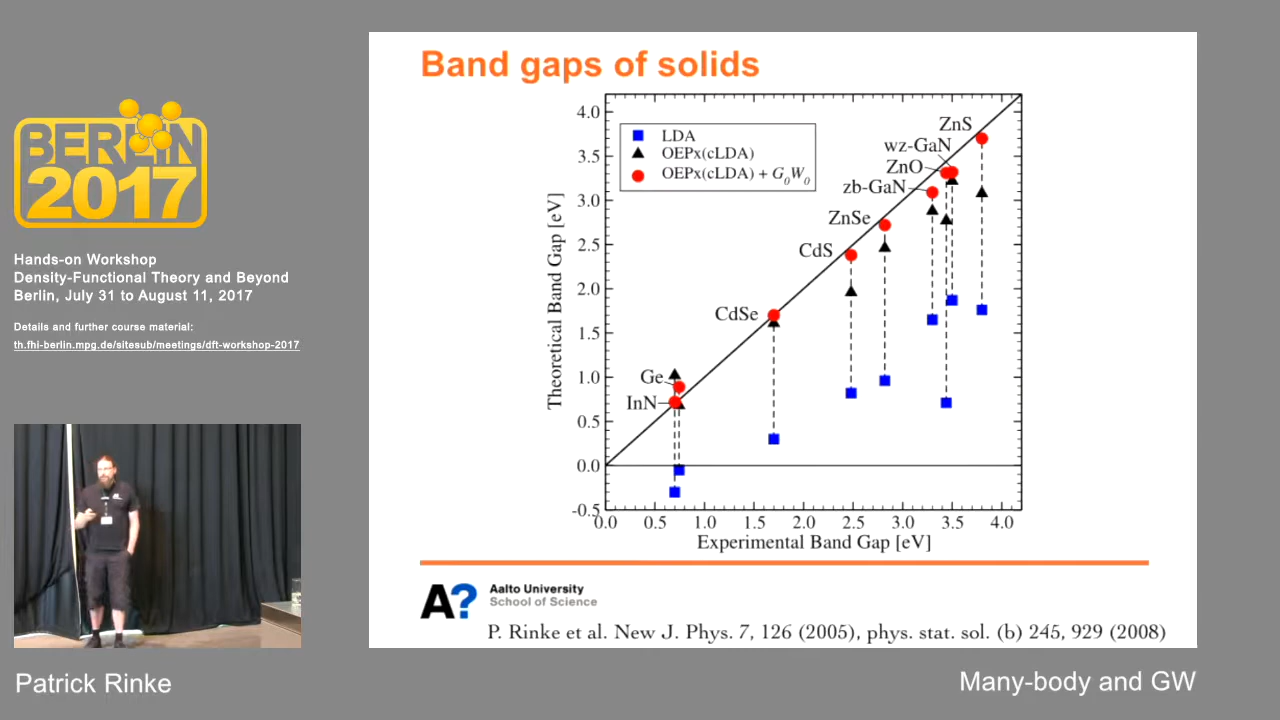 BERLIN
2017
Hands-on Workshop
Density-Functional Theory and Beyond
Berlin, July 31 to August 11, 2017
Details and further course material:
th.fhi-berlin.mpg.de/sitesub/meetings/dft-workshop-2017
Patrick Rinke
Band gaps of solids
LDA
OEPx(cLDA)
OEPx(cLDA) + G0W0
ZnS
wz-GaN
ZnO
zb-GaN
ZnSe
CdS
CdSe
Ge
InN
Theoretical Band Gap [eV]
4.0
3.5
3.0
2.5
2.0
1.5
1.0
0.5
0.0
-0.5
0.0 0.5 1.0 1.5 2.0 2.5 3.0 3.5 4.0
Experimental Band Gap [eV]
A?
Aalto University
School of Science
P. Rinke et al. New J. Phys. 7, 126 (2005), phys. stat. sol. (b) 245, 929 (2008)
Many-body and GW